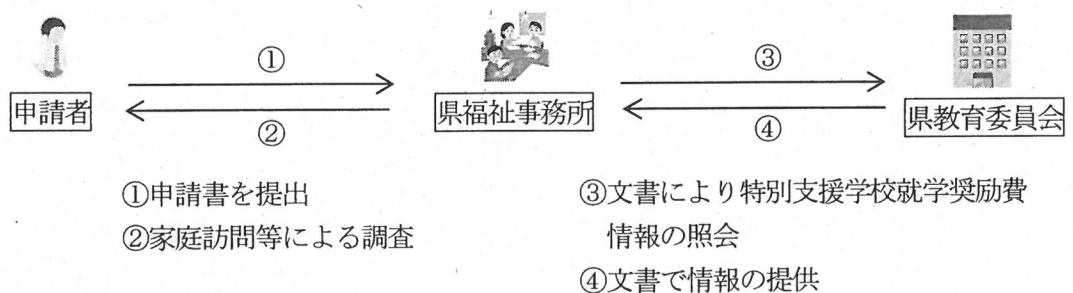 ①
③
申請者
県福祉事務所
県教育委員会
②
④
①申請書を提出
②家庭訪問等による調査
③文書により特別支援学校就学奨励費
情報の照会
④文書で情報の提供